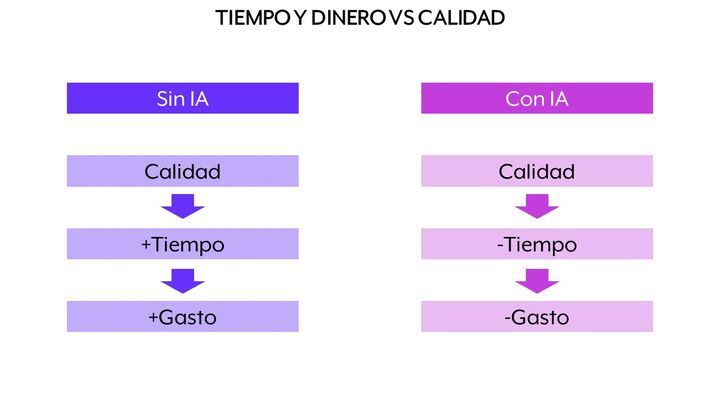 TIEMPO Y DINERO VS CALIDAD
Sin IA
Calidad
+Tiempo
+Gasto
Con IA
Calidad
-Tiempo
-Gasto